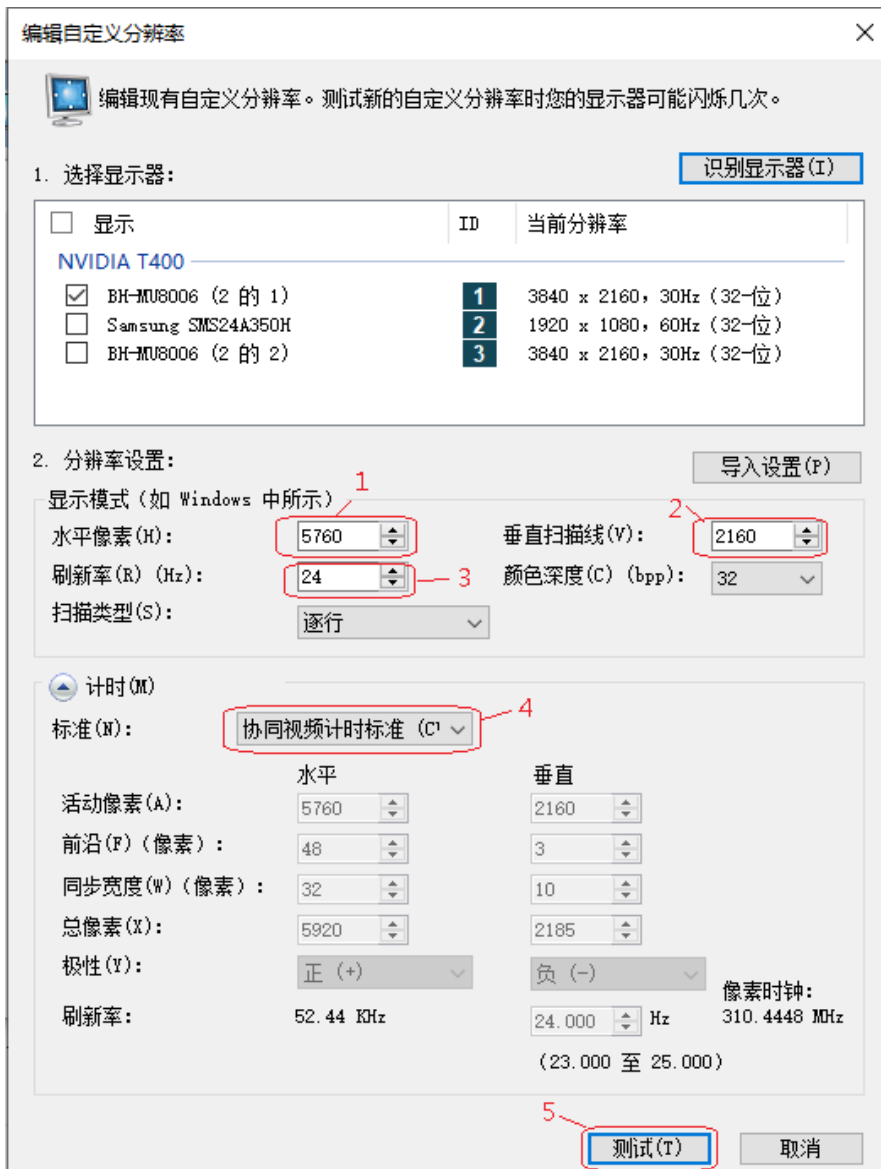 编辑自定义分辨率
编辑现有自定义分辨率。测试新的自定义分辨率时您的显示器可能闪烁几次。
1. 选择显示器:
识别显示器(I)
显示 ID 当前分辨率
NVIDIA T400
BH-MU8006 (2 的 1) 1 3840 x 2160, 30Hz (32-位)
Samsung SMS24A350H 2 1920 x 1080, 60Hz (32-位)
BH-MU8006 (2 的 2) 3 3840 x 2160, 30Hz (32-位)
2. 分辨率设置:
导入设置(P)
显示模式(如 Windows 中所示)
1
2
水平像素(H): 5760 垂直扫描线(V): 2160
刷新率(R) (Hz): 24 3 颜色深度(C) (bpp): 32
扫描类型(S): 逐行
计时(M)
4
标准(N): 协同视频计时标准 (C
水平 垂直
活动像素(A): 5760 2160
前沿(F)(像素): 48 3
同步宽度(W)(像素): 32 10
总像素(X): 5920 2185
极性(Y): 正 (+) 负 (-)
像素时钟:
刷新率: 52.44 KHz 24.000 Hz 310.4448 MHz
(23.000 至 25.000)
5
测试(T) 取消